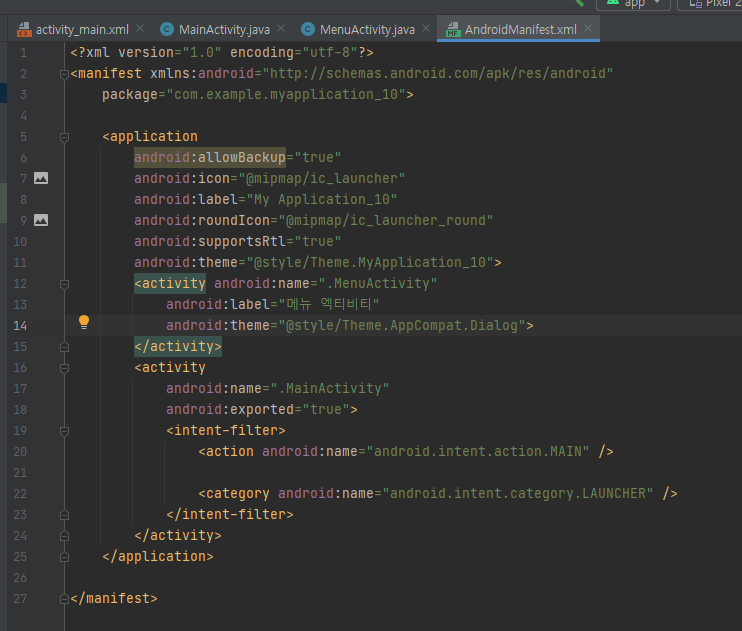 app
Pixel 2
activity_main.xml
MainActivity.java
MenuActivity.java
AndroidManifest.xml
1 <?xml version="1.0" encoding="utf-8"?>
2 <manifest xmlns:android="http://schemas.android.com/apk/res/android"
3 package="com.example.myapplication_10">
4
5 <application
6 android:allowBackup="true"
7 android:icon="@mipmap/ic_launcher"
8 android:label="My Application_10"
9 android:roundIcon="@mipmap/ic_launcher_round"
10 android:supportsRtl="true"
11 android:theme="@style/Theme.MyApplication_10">
12 <activity android:name=".MenuActivity"
13 android:label="메뉴 엑티비티"
14 android:theme="@style/Theme.AppCompat.Dialog">
15 </activity>
16 <activity
17 android:name=".MainActivity"
18 android:exported="true">
19 <intent-filter>
20 <action android:name="android.intent.action.MAIN" />
21
22 <category android:name="android.intent.category.LAUNCHER" />
23 </intent-filter>
24 </activity>
25 </application>
26
27 </manifest>